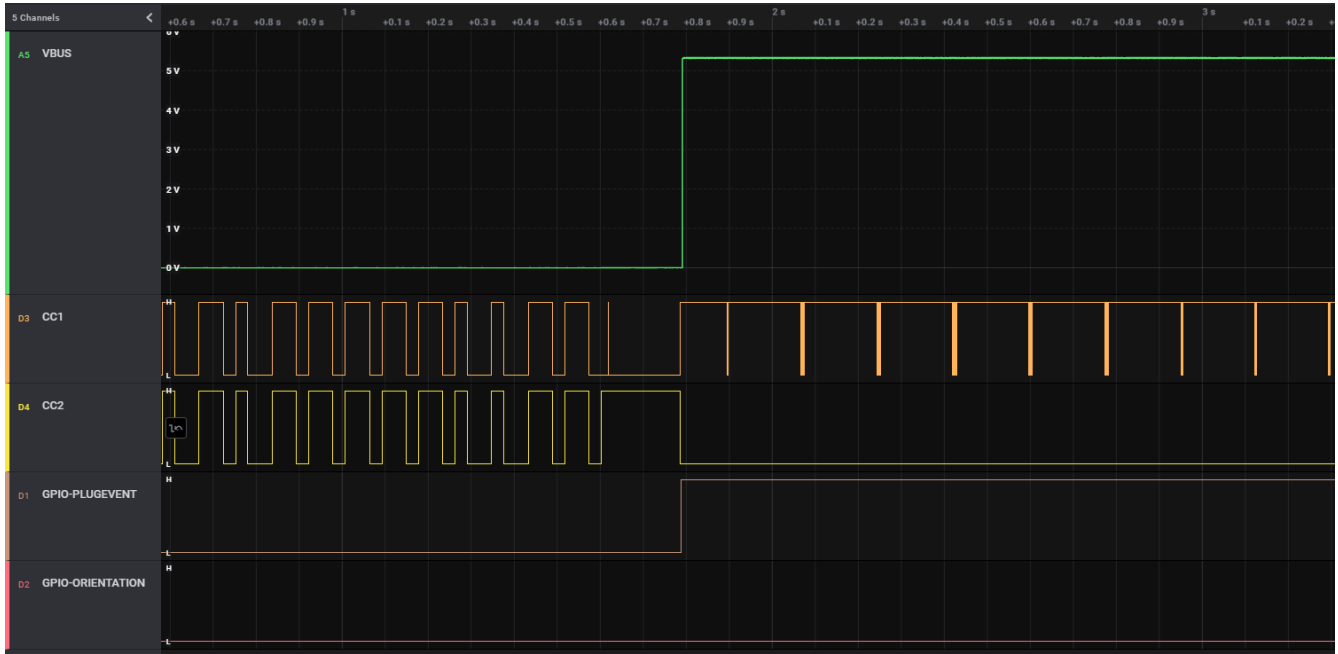 5 Channels
+0.6 s +0.7 s +0.8 s +0.9 s 1 s +0.1 s +0.2 s +0.3 s +0.4 s +0.5 s +0.6 s +0.7 s +0.8 s +0.9 s 2 s +0.1 s +0.2 s +0.3 s +0.4 s +0.5 s +0.6 s +0.7 s +0.8 s +0.9 s 3 s +0.1 s +0.2 s
A5 VBUS
6 V
5 V
4 V
3 V
2 V
1 V
0 V
D3 CC1
H
L
D4 CC2
H
L
D1 GPIO-PLUGEVENT
H
L
D2 GPIO-ORIENTATION
H
L